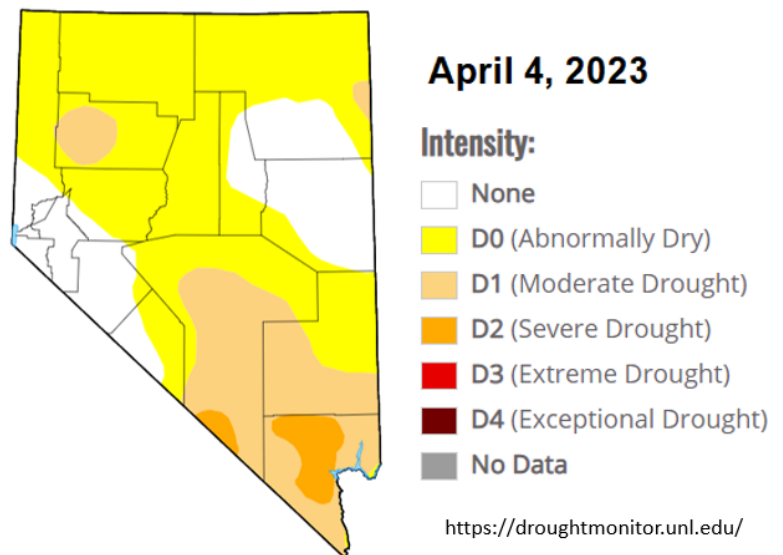 April 4, 2023
Intensity:
None
D0 (Abnormally Dry)
D1 (Moderate Drought)
D2 (Severe Drought)
D3 (Extreme Drought)
D4 (Exceptional Drought)
No Data
https://droughtmonitor.unl.edu/